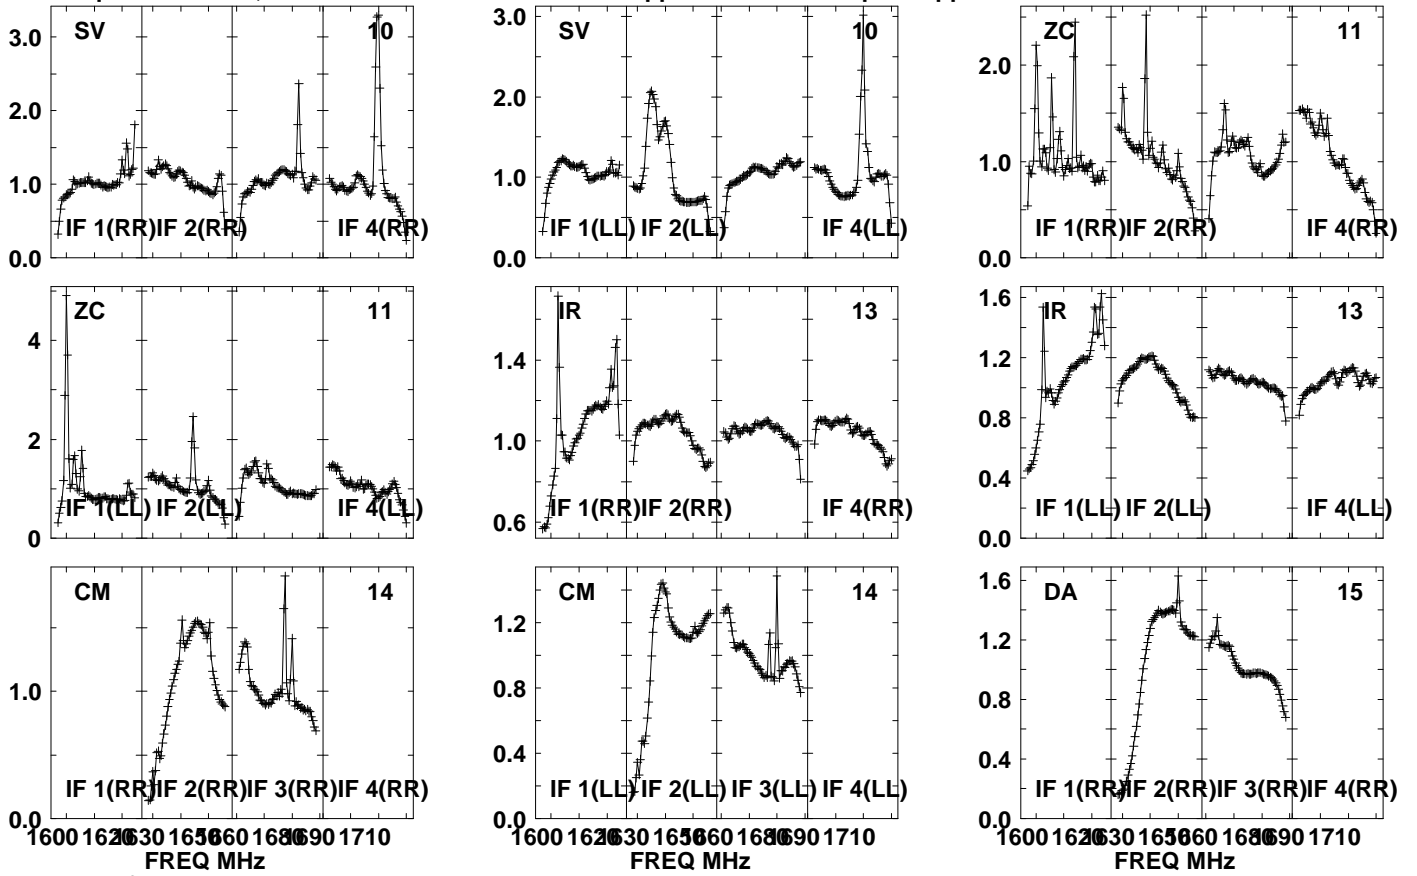 SV 10
3.0
2.0
1.0
0.0
IF 1(RR) IF 2(RR) IF 4(RR)
SV 10
3.0
2.0
1.0
0.0
IF 1(LL) IF 2(LL) IF 4(LL)
ZC 11
2.0
1.0
0.0
IF 1(RR) IF 2(RR) IF 4(RR)
ZC 11
4
2
0
IF 1(LL) IF 2(LL) IF 4(LL)
IR 13
1.4
1.0
0.6
IF 1(RR) IF 2(RR) IF 4(RR)
IR 13
1.6
1.2
0.8
0.4
0.0
IF 1(LL) IF 2(LL) IF 4(LL)
CM 14
1.0
0.0
IF 1(RR) IF 2(RR) IF 3(RR) IF 4(RR)
1600 1620 1630 1650 1660 1680 1690 1710
FREQ MHz
CM 14
1.2
0.8
0.4
0.0
IF 1(LL) IF 2(LL) IF 3(LL) IF 4(LL)
1600 1620 1630 1650 1660 1680 1690 1710
FREQ MHz
DA 15
1.6
1.2
0.8
0.4
0.0
IF 1(RR) IF 2(RR) IF 3(RR) IF 4(RR)
1600 1620 1630 1650 1660 1680 1690 1710
FREQ MHz